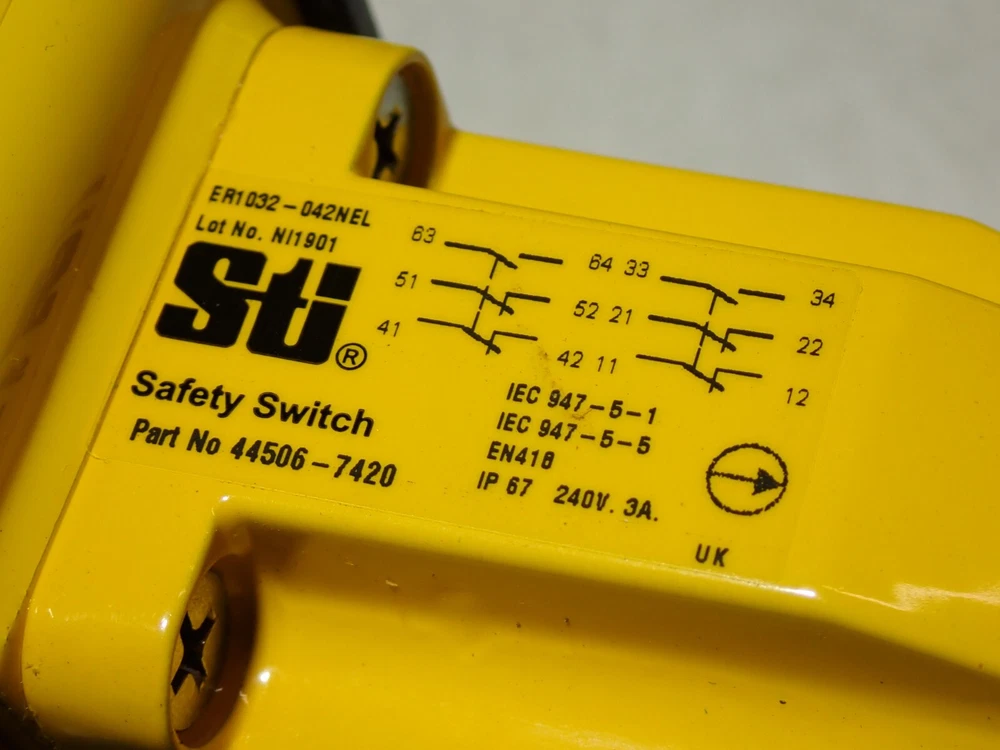 ER1032-042NEL
Lot No. NI1901
Sti®
Safety Switch
Part No 44506-7420
63 64 33 34
51 52 21 22
41 42 11 12
IEC 947-5-1
IEC 947-5-5
EN418
IP 67 240V. 3A.
UK